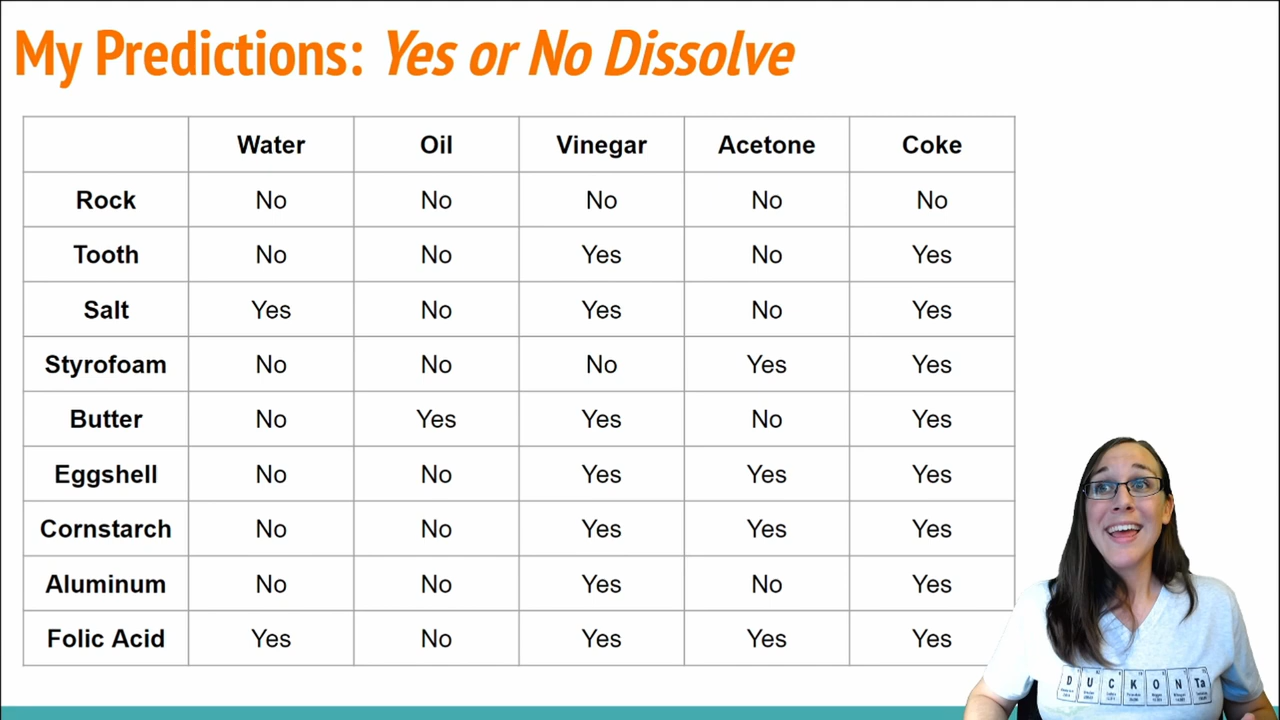 My Predictions: Yes or No Dissolve
Water Oil Vinegar Acetone Coke
Rock No No No No No
Tooth No No Yes No Yes
Salt Yes No Yes No Yes
Styrofoam No No No Yes Yes
Butter No Yes Yes No Yes
Eggshell No No Yes Yes Yes
Cornstarch No No Yes Yes Yes
Aluminum No No Yes No Yes
Folic Acid Yes No Yes Yes Yes
D U C K O N Ta